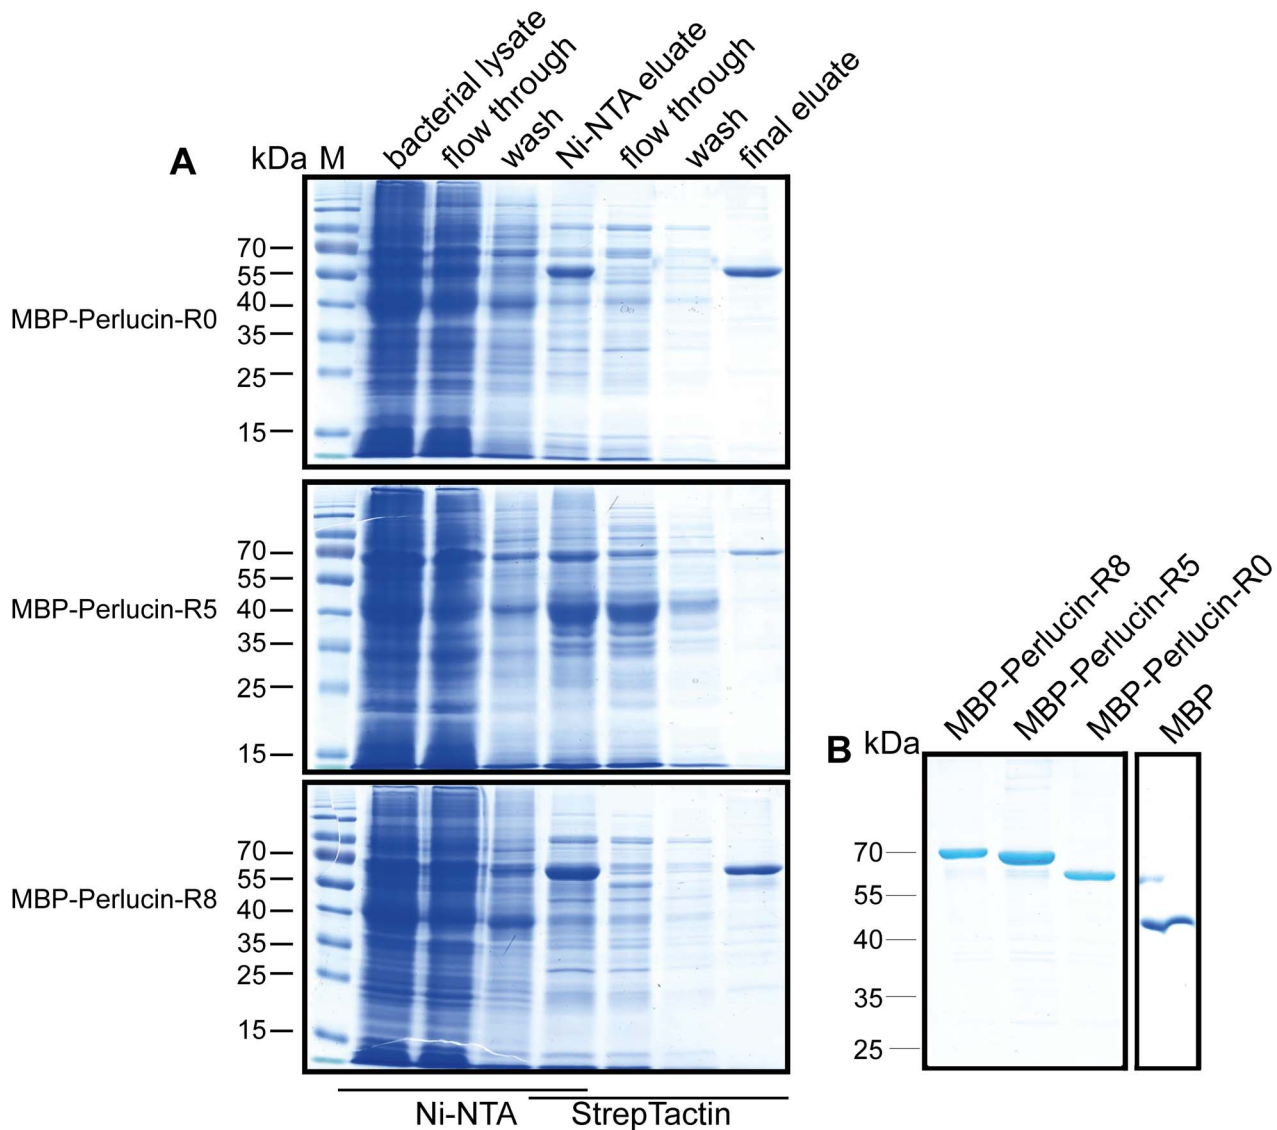 bacterial lysate
flow through
wash
Ni-NTA eluate
flow through
wash
final eluate
A
kDa M
MBP-Perlucin-R0
70
55
40
35
25
15
MBP-Perlucin-R5
70
55
40
35
25
15
MBP-Perlucin-R8
70
55
40
35
25
15
Ni-NTA
StrepTactin
B
kDa
MBP-Perlucin-R8
MBP-Perlucin-R5
MBP-Perlucin-R0
MBP
70
55
40
35
25